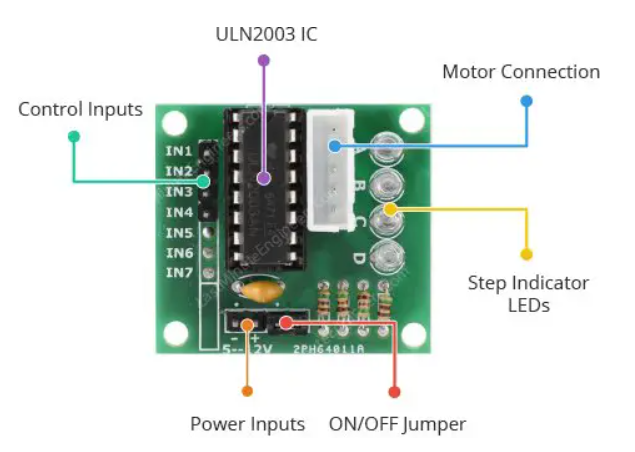 ULN2003 IC
Motor Connection
Control Inputs
IN1
IN2
IN3
IN4
IN5
IN6
IN7
A
B
C
D
Step Indicator
LEDs
- +
5--12V
2PH64011A
Power Inputs
ON/OFF Jumper